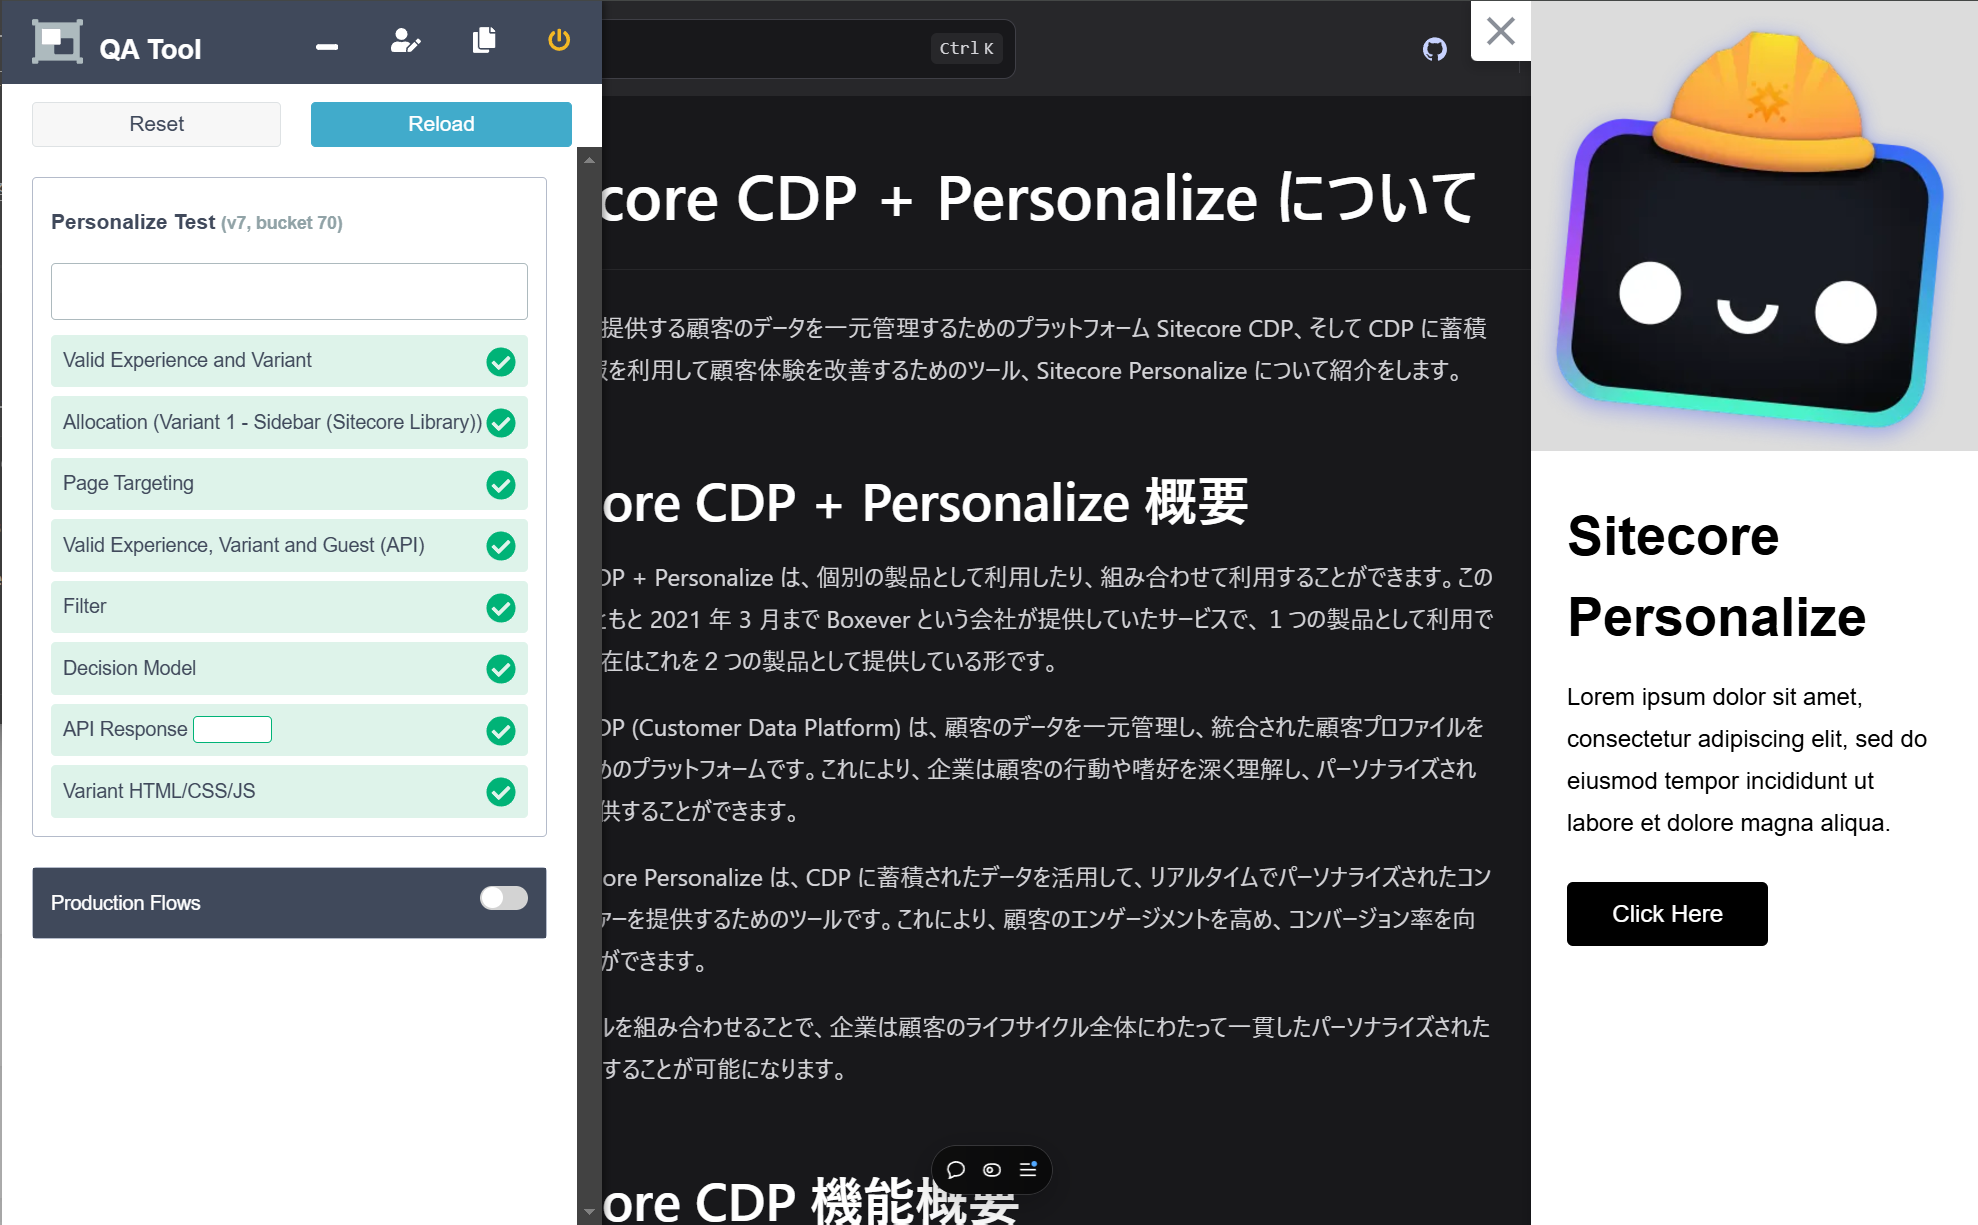 QA Tool
Reset
Reload
Personalize Test (v7, bucket 70)
Valid Experience and Variant
Allocation (Variant 1 - Sidebar (Sitecore Library))
Page Targeting
Valid Experience, Variant and Guest (API)
Filter
Decision Model
API Response
Variant HTML/CSS/JS
Production Flows
Ctrl K
core CDP + Personalize について
提供する顧客のデータを一元管理するためのプラットフォーム Sitecore CDP、そして CDP に蓄積
を利用して顧客体験を改善するためのツール、Sitecore Personalize について紹介をします。
ore CDP + Personalize 概要
DP + Personalize は、個別の製品として利用したり、組み合わせて利用することができます。この
ともと 2021 年 3 月まで Boxever という会社が提供していたサービスで、１つの製品として利用で
在はこれを２つの製品として提供している形です。
DP (Customer Data Platform) は、顧客のデータを一元管理し、統合された顧客プロファイルを
めのプラットフォームです。これにより、企業は顧客の行動や嗜好を深く理解し、パーソナライズされ
供することができます。
ore Personalize は、CDP に蓄積されたデータを活用して、リアルタイムでパーソナライズされたコン
ァーを提供するためのツールです。これにより、顧客のエンゲージメントを高め、コンバージョン率を向
ができます。
ルを組み合わせることで、企業は顧客のライフサイクル全体にわたって一貫したパーソナライズされた
することが可能になります。
ore CDP 機能概要
Sitecore
Personalize
Lorem ipsum dolor sit amet,
consectetur adipiscing elit, sed do
eiusmod tempor incididunt ut
labore et dolore magna aliqua.
Click Here